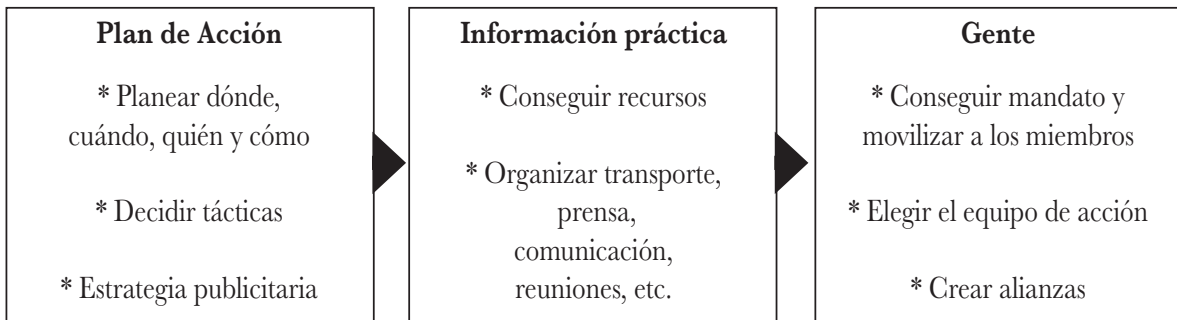 Plan de Acción
* Planear dónde,
cuándo, quién y cómo
* Decidir tácticas
* Estrategia publicitaria
Información práctica
* Conseguir recursos
* Organizar transporte,
prensa,
comunicación,
reuniones, etc.
Gente
* Conseguir mandato y
movilizar a los miembros
* Elegir el equipo de acción
* Crear alianzas